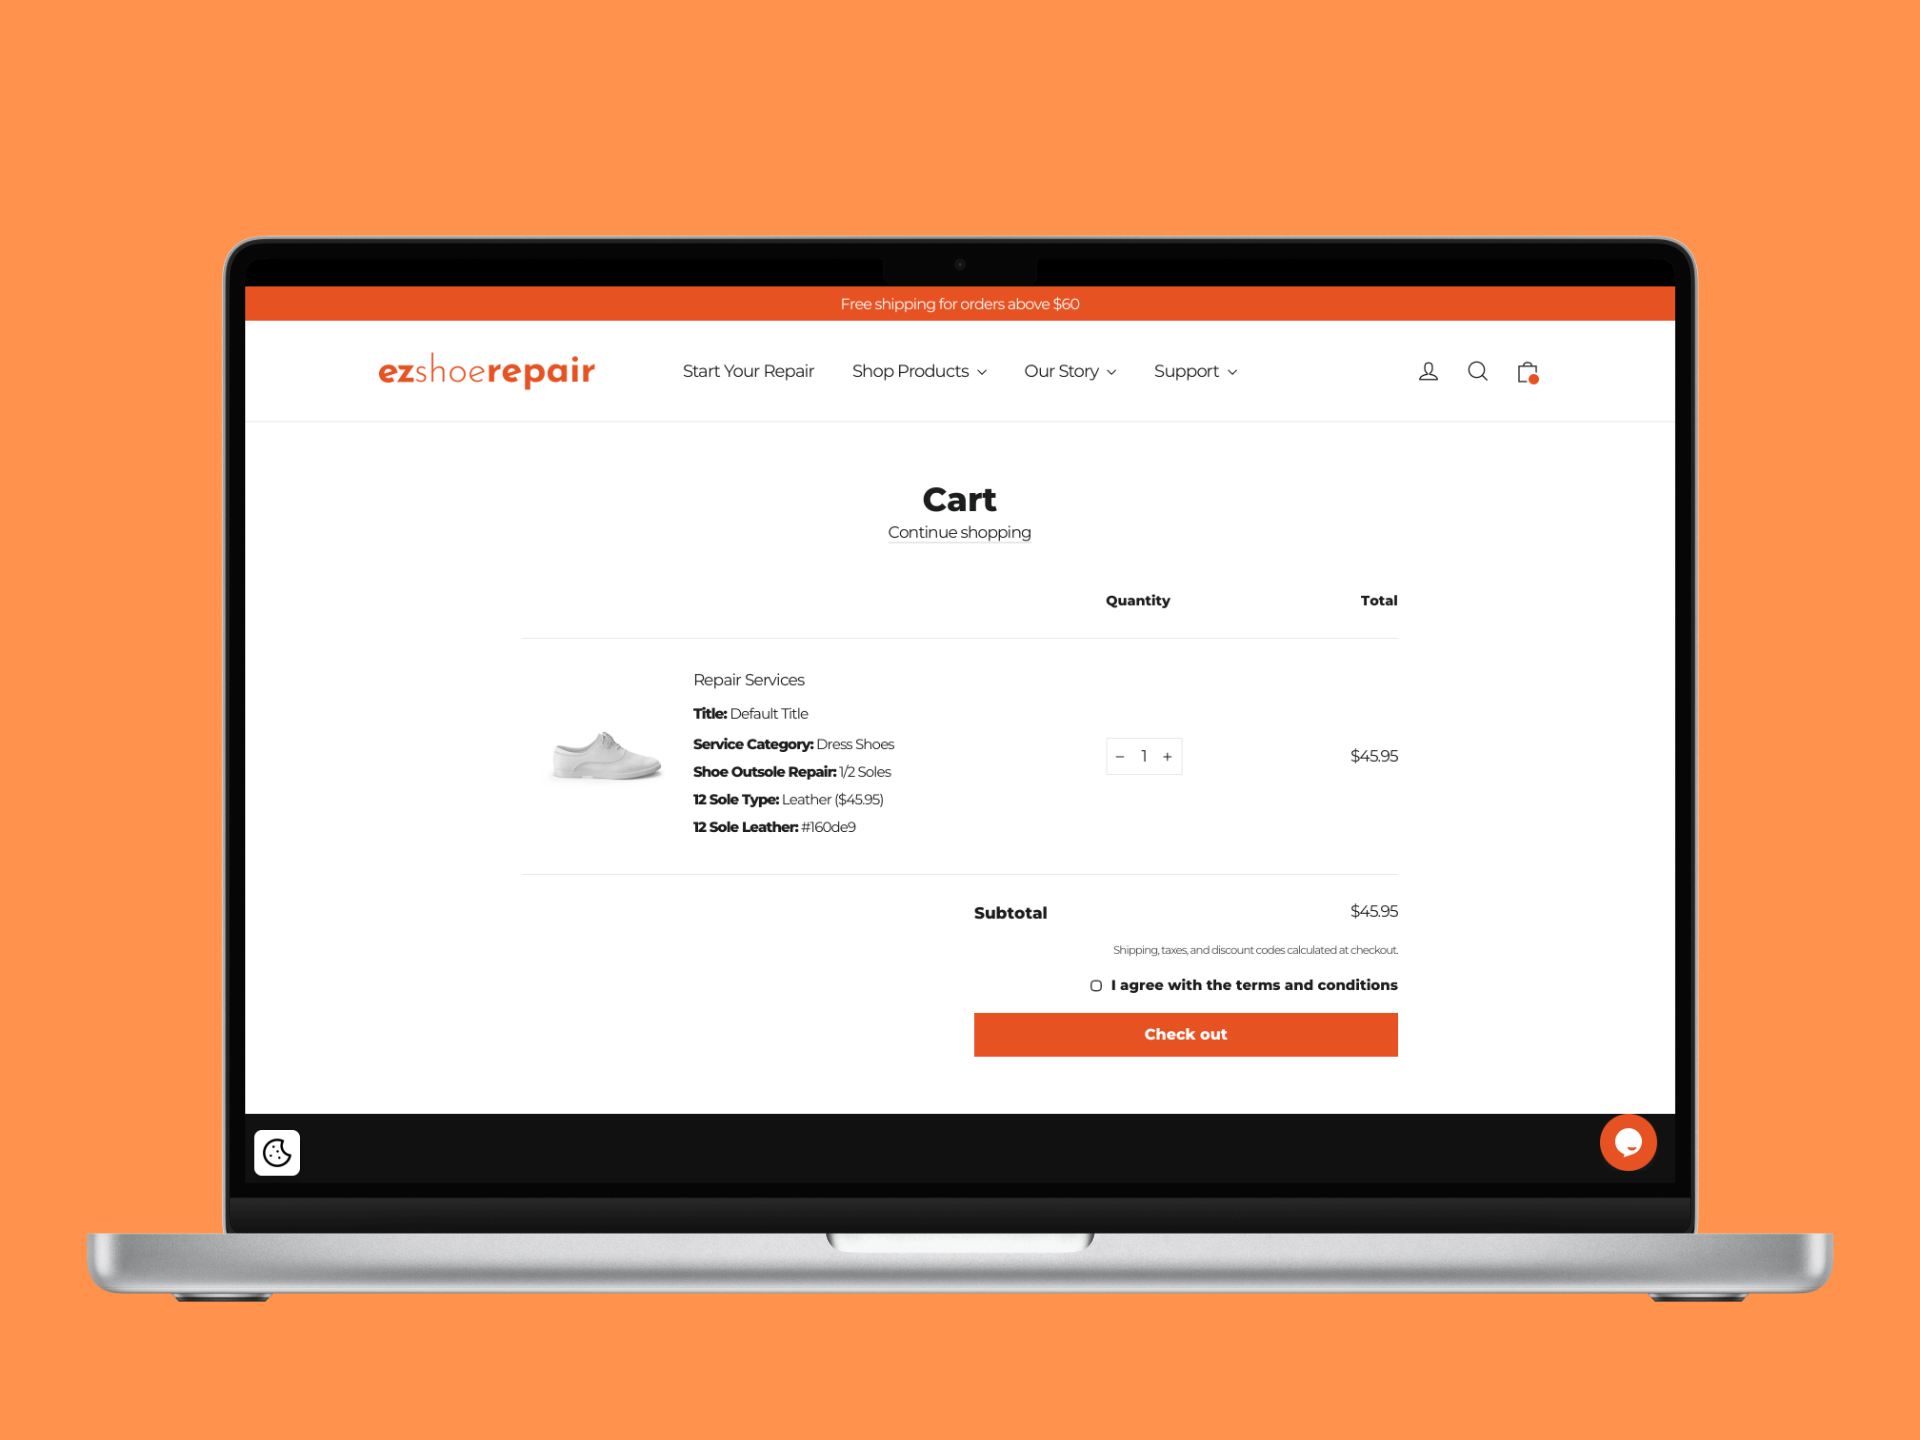 Free shipping for orders above $60
ezshoerepair
Start Your Repair
Shop Products
Our Story
Support
Cart
Continue shopping
Quantity
Total
Repair Services
Title: Default Title
Service Category: Dress Shoes
Shoe Outsole Repair: 1/2 Soles
12 Sole Type: Leather ($45.95)
12 Sole Leather: #160de9
− 1 +
$45.95
Subtotal
$45.95
Shipping, taxes, and discount codes calculated at checkout.
I agree with the terms and conditions
Check out